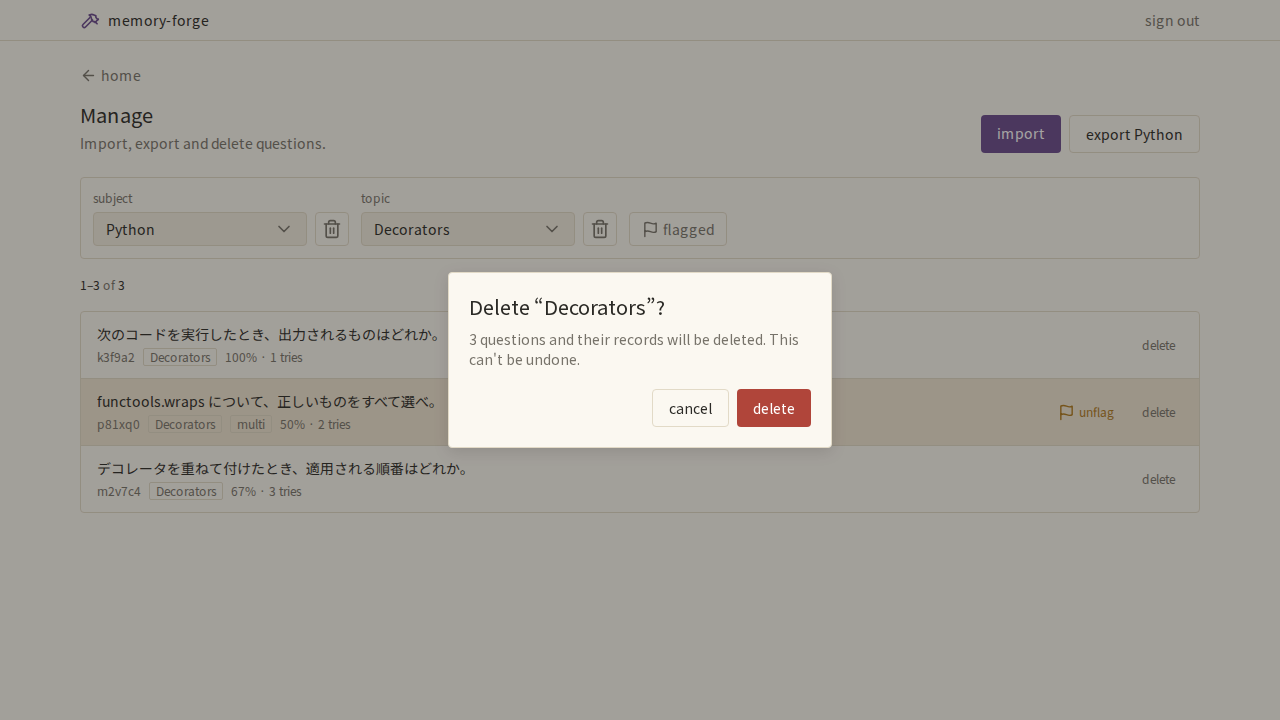 memory-forge
sign out
home
Manage
Import, export and delete questions.
import
export Python
subject
topic
Python
Decorators
flagged
1–3 of 3
Delete “Decorators”?
3 questions and their records will be deleted. This
can't be undone.
cancel
delete
次のコードを実行したとき、出力されるものはどれか。
k3f9a2 Decorators 100% · 1 tries
delete
functools.wraps について、正しいものをすべて選べ。
p81xq0 Decorators multi 50% · 2 tries
unflag
delete
デコレータを重ねて付けたとき、適用される順番はどれか。
m2v7c4 Decorators 67% · 3 tries
delete